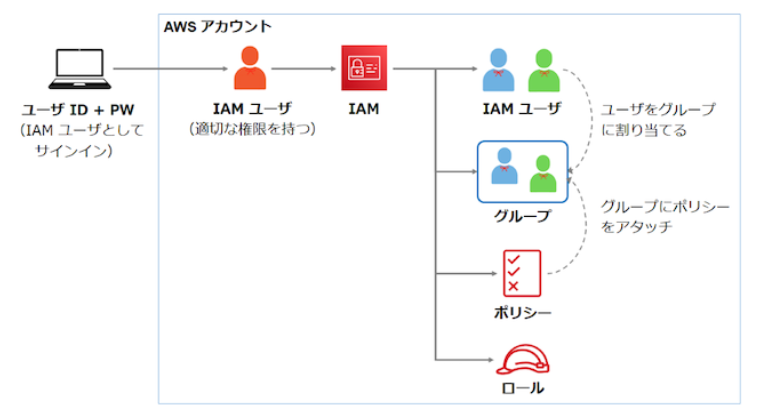 AWS アカウント
ユーザ ID + PW
(IAM ユーザとして
サインイン)
IAM ユーザ
(適切な権限を持つ)
IAM
IAM ユーザ
ユーザをグループ
に割り当てる
グループ
グループにポリシー
をアタッチ
ポリシー
ロール